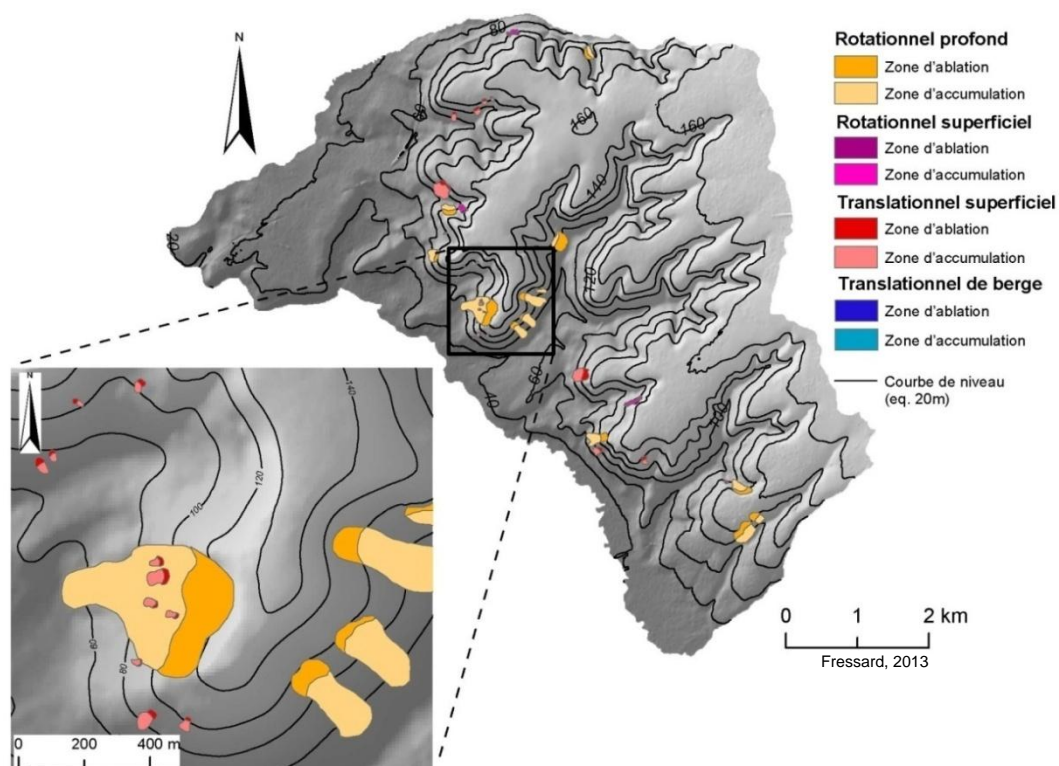 N
80
80
160
160
140
20
120
60
40
100
Rotationnel profond
Zone d'ablation
Zone d'accumulation
Rotationnel superficiel
Zone d'ablation
Zone d'accumulation
Translationnel superficiel
Zone d'ablation
Zone d'accumulation
Translationnel de berge
Zone d'ablation
Zone d'accumulation
Courbe de niveau
(eq. 20m)
0 1 2 km
Fressard, 2013
N
140
120
100
60
80
0 200 400 m